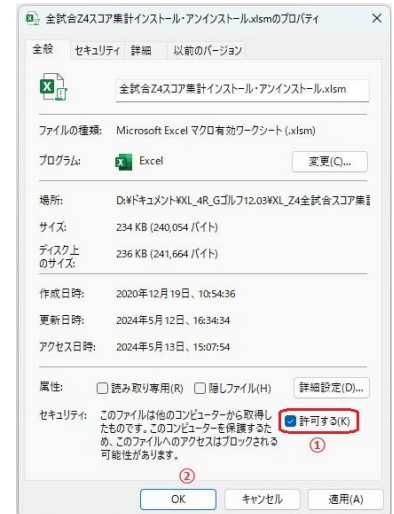 全試合Z4スコア集計インストール・アンインストール.xlsmのプロパティ
全般 セキュリティ 詳細 以前のバージョン
全試合Z4スコア集計インストール・アンインストール.xlsm
ファイルの種類: Microsoft Excel マクロ有効ワークシート (.xlsm)
プログラム: Excel 変更(C)...
場所: D:¥ドキュメント¥XL_4R_Gゴルフ12.03¥XL_Z4全試合スコア集
サイズ: 234 KB (240,054 バイト)
ディスク上
のサイズ: 236 KB (241,664 バイト)
作成日時: 2020年12月19日、10:54:36
更新日時: 2024年5月12日、16:34:34
アクセス日時: 2024年5月13日、15:07:54
属性: 読み取り専用(R) 隠しファイル(H) 詳細設定(D)...
セキュリティ: このファイルは他のコンピューターから取得し
たものです。このコンピューターを保護するた
め、このファイルへのアクセスはブロックされる
可能性があります。
許可する(K)
①
②
OK キャンセル 適用(A)